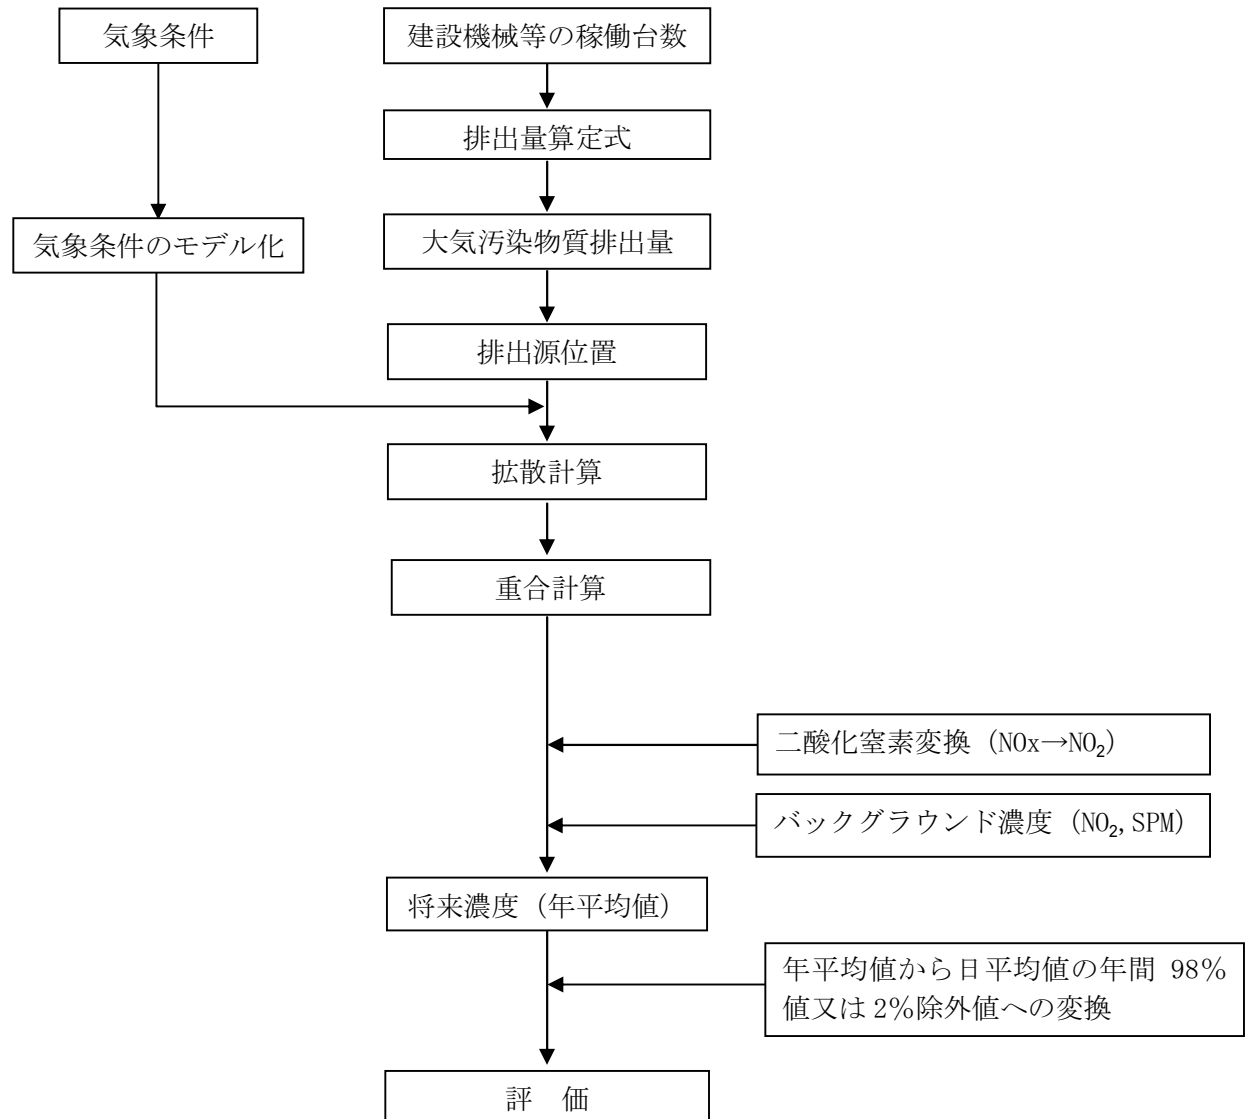 気象条件
建設機械等の稼働台数
排出量算定式
気象条件のモデル化
大気汚染物質排出量
排出源位置
拡散計算
重合計算
二酸化窒素変換（NOx→NO₂）
バックグラウンド濃度（NO₂,SPM）
将来濃度（年平均値）
年平均値から日平均値の年間 98％
値又は 2％除外値への変換
評　価